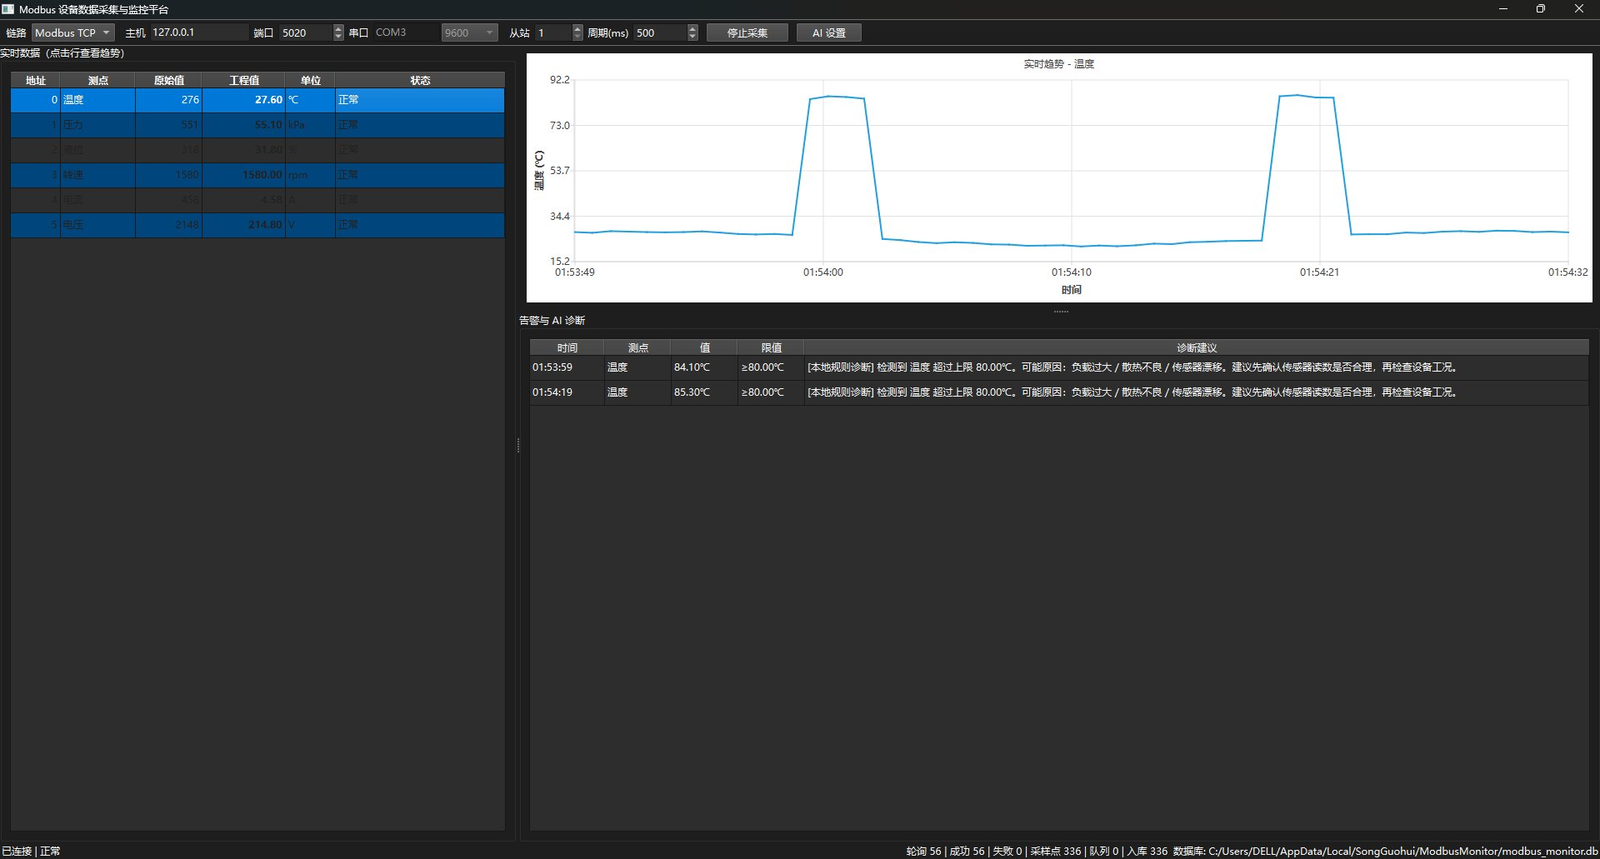 Modbus 设备数据采集与监控平台
链路 Modbus TCP 主机 127.0.0.1 端口 5020 串口 COM3 9600 从站 1 周期(ms) 500 停止采集 AI 设置
实时数据（点击行查看趋势）
地址 测点 原始值 工程值 单位 状态
0 温度 276 27.60 ℃ 正常
1 压力 551 55.10 kPa 正常
2 液位 318 31.80 % 正常
3 转速 1580 1580.00 rpm 正常
4 电流 458 4.58 A 正常
5 电压 2148 214.80 V 正常
实时趋势 - 温度
92.2
73.0
53.7
34.4
15.2
温度 (℃)
01:53:49 01:54:00 01:54:10 01:54:21 01:54:32
时间
告警与 AI 诊断
时间 测点 值 限值 诊断建议
01:53:59 温度 84.10℃ ≥80.00℃ [本地规则诊断] 检测到 温度 超过上限 80.00℃。可能原因：负载过大 / 散热不良 / 传感器漂移。建议先确认传感器读数是否合理，再检查设备工况。
01:54:19 温度 85.30℃ ≥80.00℃ [本地规则诊断] 检测到 温度 超过上限 80.00℃。可能原因：负载过大 / 散热不良 / 传感器漂移。建议先确认传感器读数是否合理，再检查设备工况。
已连接 | 正常
轮询 56 | 成功 56 | 失败 0 | 采样点 336 | 队列 0 | 入库 336 数据库: C:/Users/DELL/AppData/Local/SongGuohui/ModbusMonitor/modbus_monitor.db